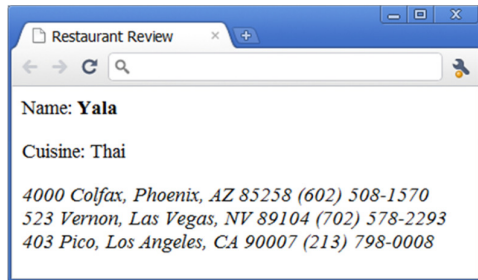 Restaurant Review
Name: Yala
Cuisine: Thai
4000 Colfax, Phoenix, AZ 85258 (602) 508-1570
523 Vernon, Las Vegas, NV 89104 (702) 578-2293
403 Pico, Los Angeles, CA 90007 (213) 798-0008